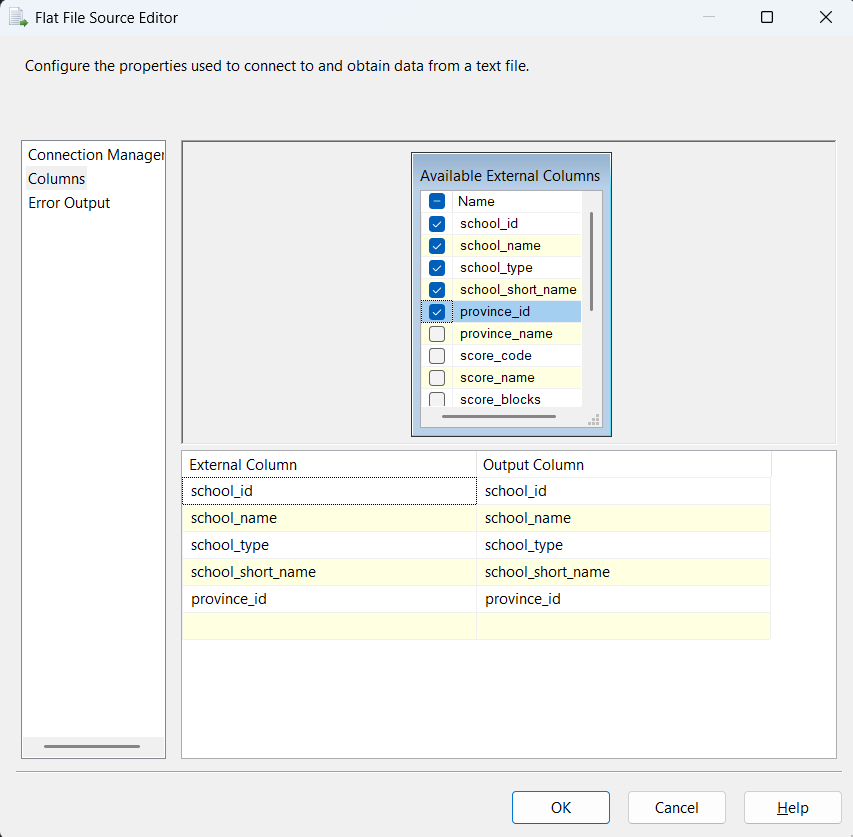 Flat File Source Editor
Configure the properties used to connect to and obtain data from a text file.
Connection Manager
Columns
Error Output
Available External Columns
Name
school_id
school_name
school_type
school_short_name
province_id
province_name
score_code
score_name
score_blocks
External Column Output Column
school_id school_id
school_name school_name
school_type school_type
school_short_name school_short_name
province_id province_id
OK Cancel Help